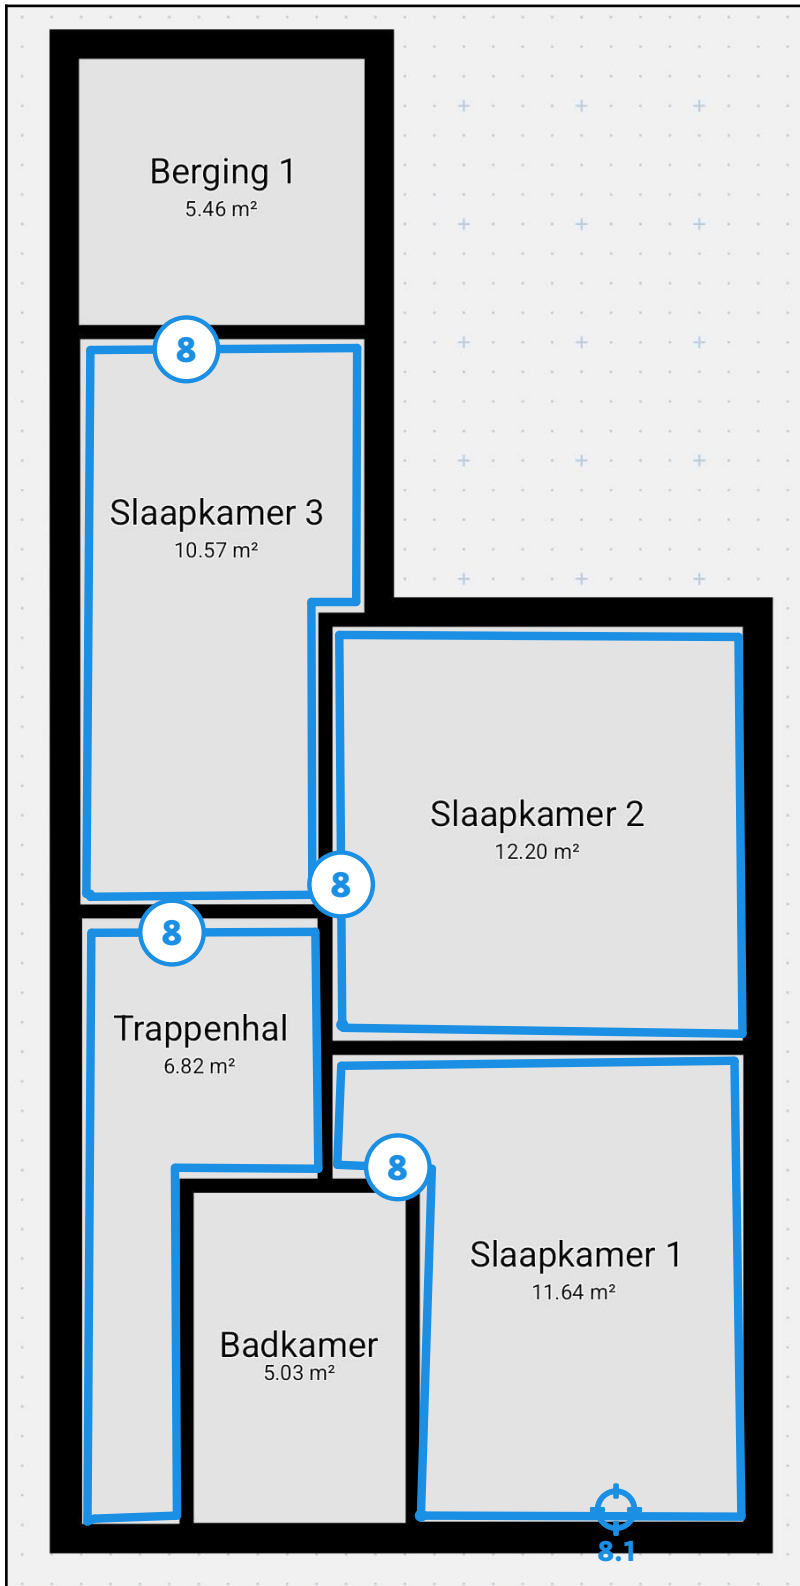 Berging 1
5.46 m²
8
Slaapkamer 3
10.57 m²
Slaapkamer 2
12.20 m²
8
8
Trappenhal
6.82 m²
8
Slaapkamer 1
11.64 m²
Badkamer
5.03 m²
8.1